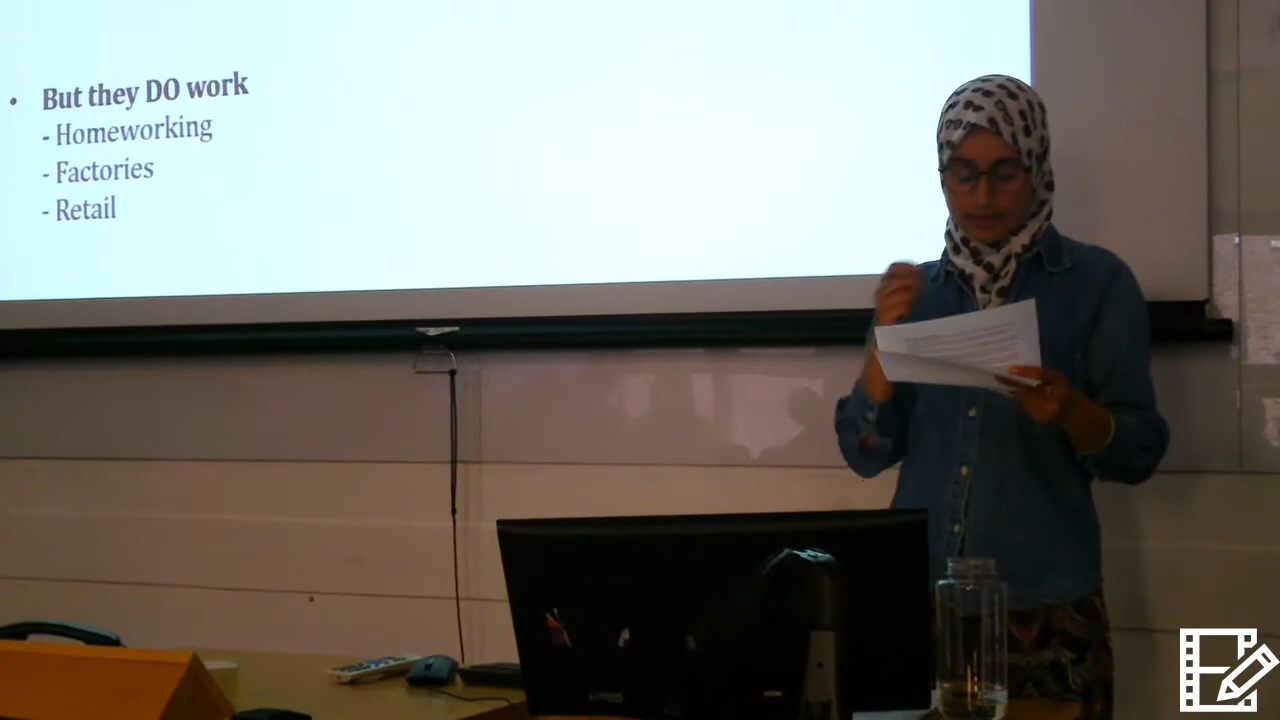 • But they DO work
- Homeworking
- Factories
- Retail